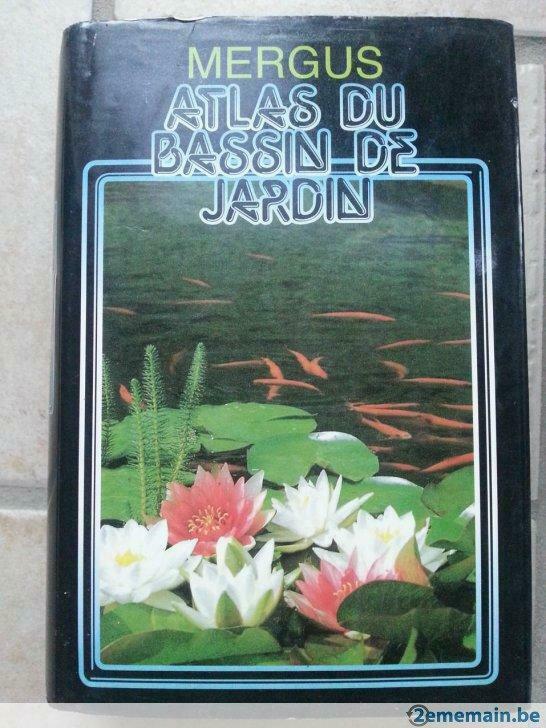 MERGUS
ATLAS DU
BASSIN DE
JARDIN
2ememain.be